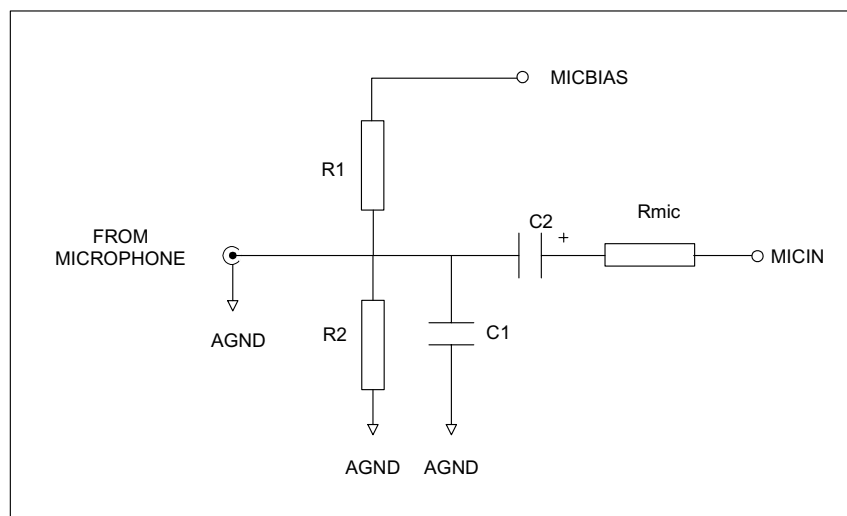 MICBIAS
R1
C2
+
Rmic
FROM
MICROPHONE
MICIN
AGND
R2
C1
AGND
AGND